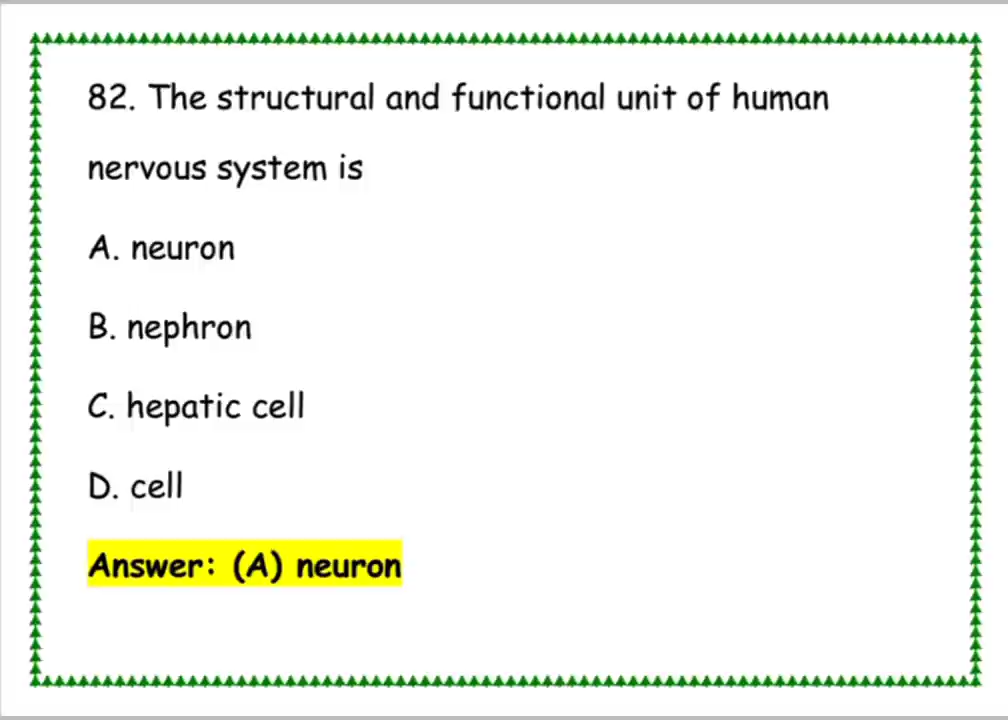 82. The structural and functional unit of human
nervous system is
A. neuron
B. nephron
C. hepatic cell
D. cell
Answer: (A) neuron